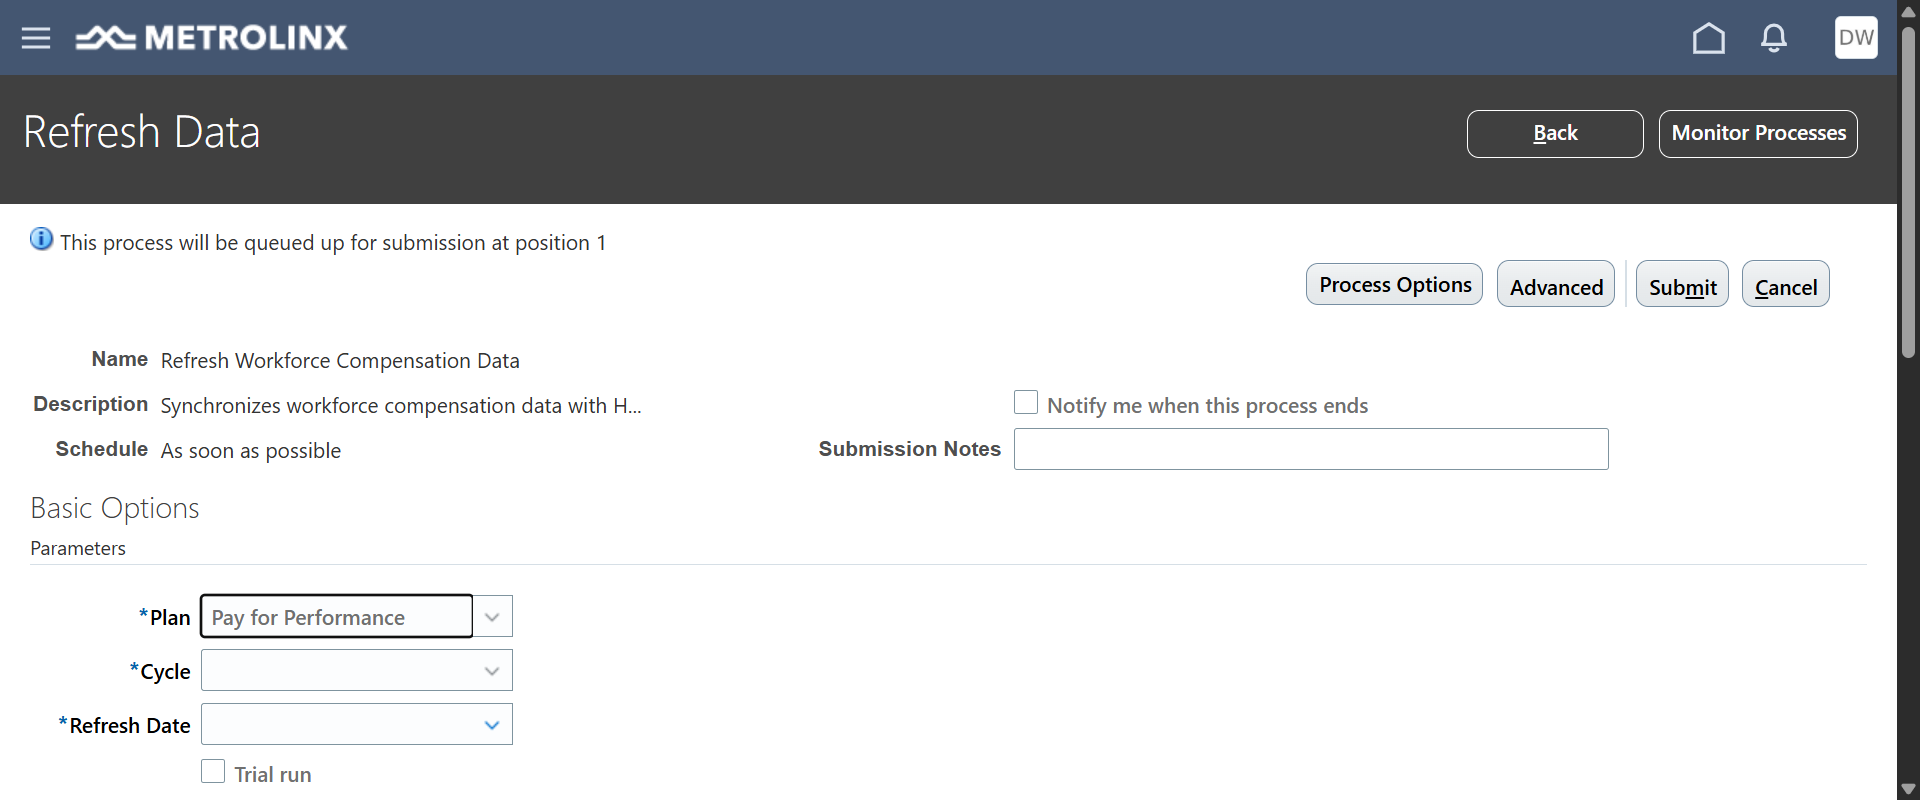 METROLINX
DW
Refresh Data
Back
Monitor Processes
This process will be queued up for submission at position 1
Process Options
Advanced
Submit
Cancel
Name Refresh Workforce Compensation Data
Description Synchronizes workforce compensation data with H...
Notify me when this process ends
Schedule As soon as possible
Submission Notes
Basic Options
Parameters
*Plan Pay for Performance
*Cycle
*Refresh Date
Trial run